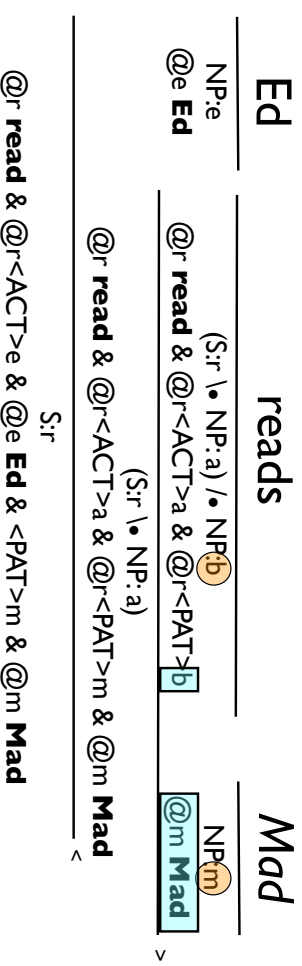 Ed reads Mad
NP:e (S:r \• NP:a) /• NP:b NP:m
@e Ed @r read & @r<ACT>a & @r<PAT>b @m Mad
>
(S:r \• NP: a)
@r read & @r<ACT>a & @r<PAT>m & @m Mad
<
S:r
@r read & @r<ACT>e & @e Ed & <PAT>m & @m Mad